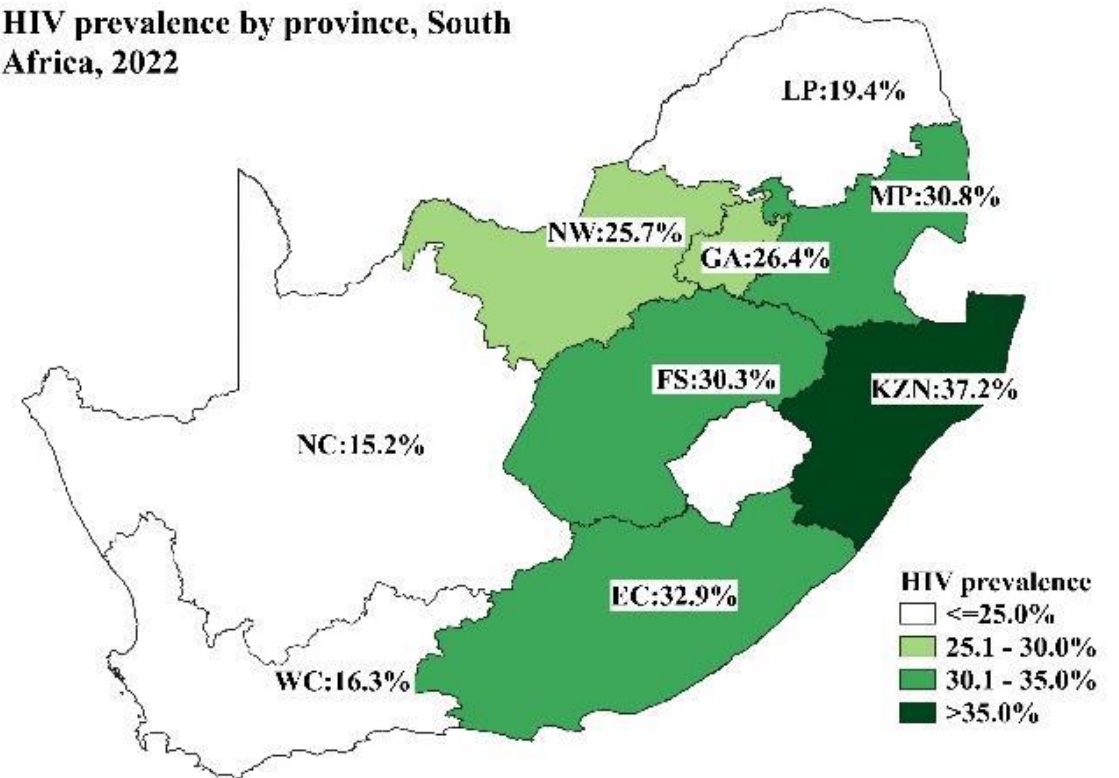 HIV prevalence by province, South
Africa, 2022
LP:19.4%
MP:30.8%
NW:25.7%
GA:26.4%
FS:30.3%
KZN:37.2%
NC:15.2%
EC:32.9%
WC:16.3%
HIV prevalence
<=25.0%
25.1 - 30.0%
30.1 - 35.0%
>35.0%